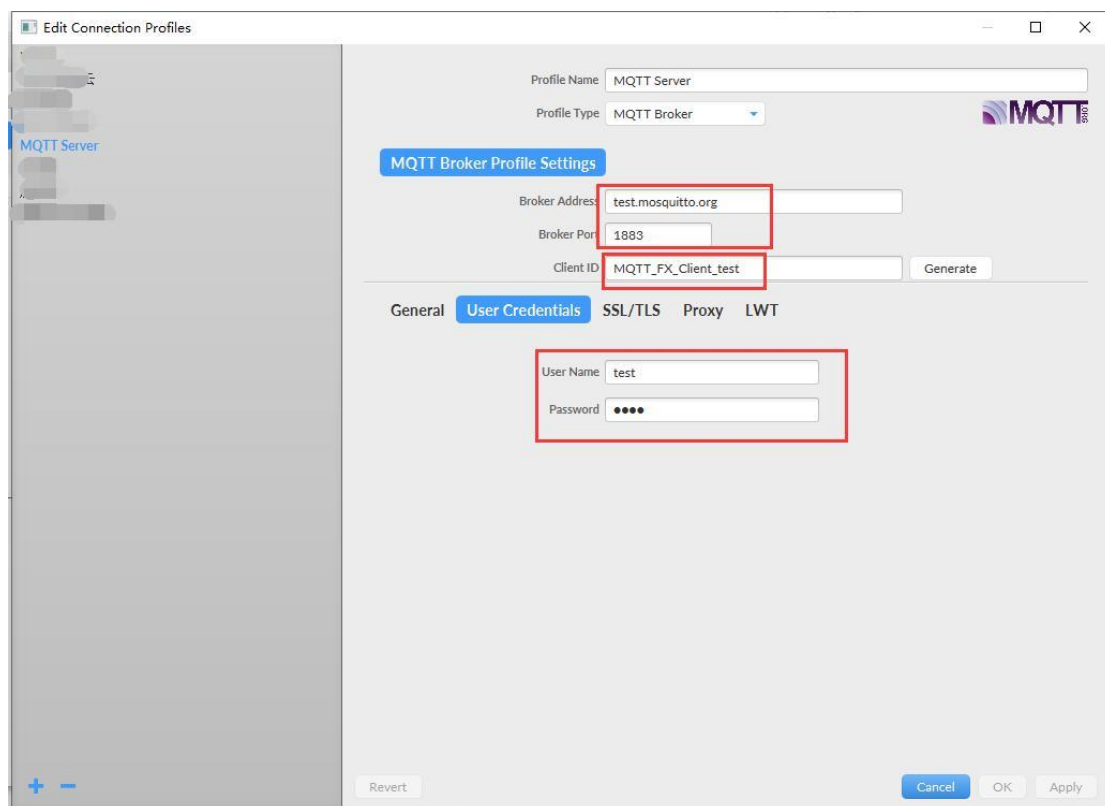 Edit Connection Profiles
MQTT Server
Profile Name MQTT Server
Profile Type MQTT Broker
MQTT.ORG
MQTT Broker Profile Settings
Broker Address test.mosquitto.org
Broker Port 1883
Client ID MQTT_FX_Client_test Generate
General User Credentials SSL/TLS Proxy LWT
User Name test
Password ●●●●
Revert Cancel OK Apply